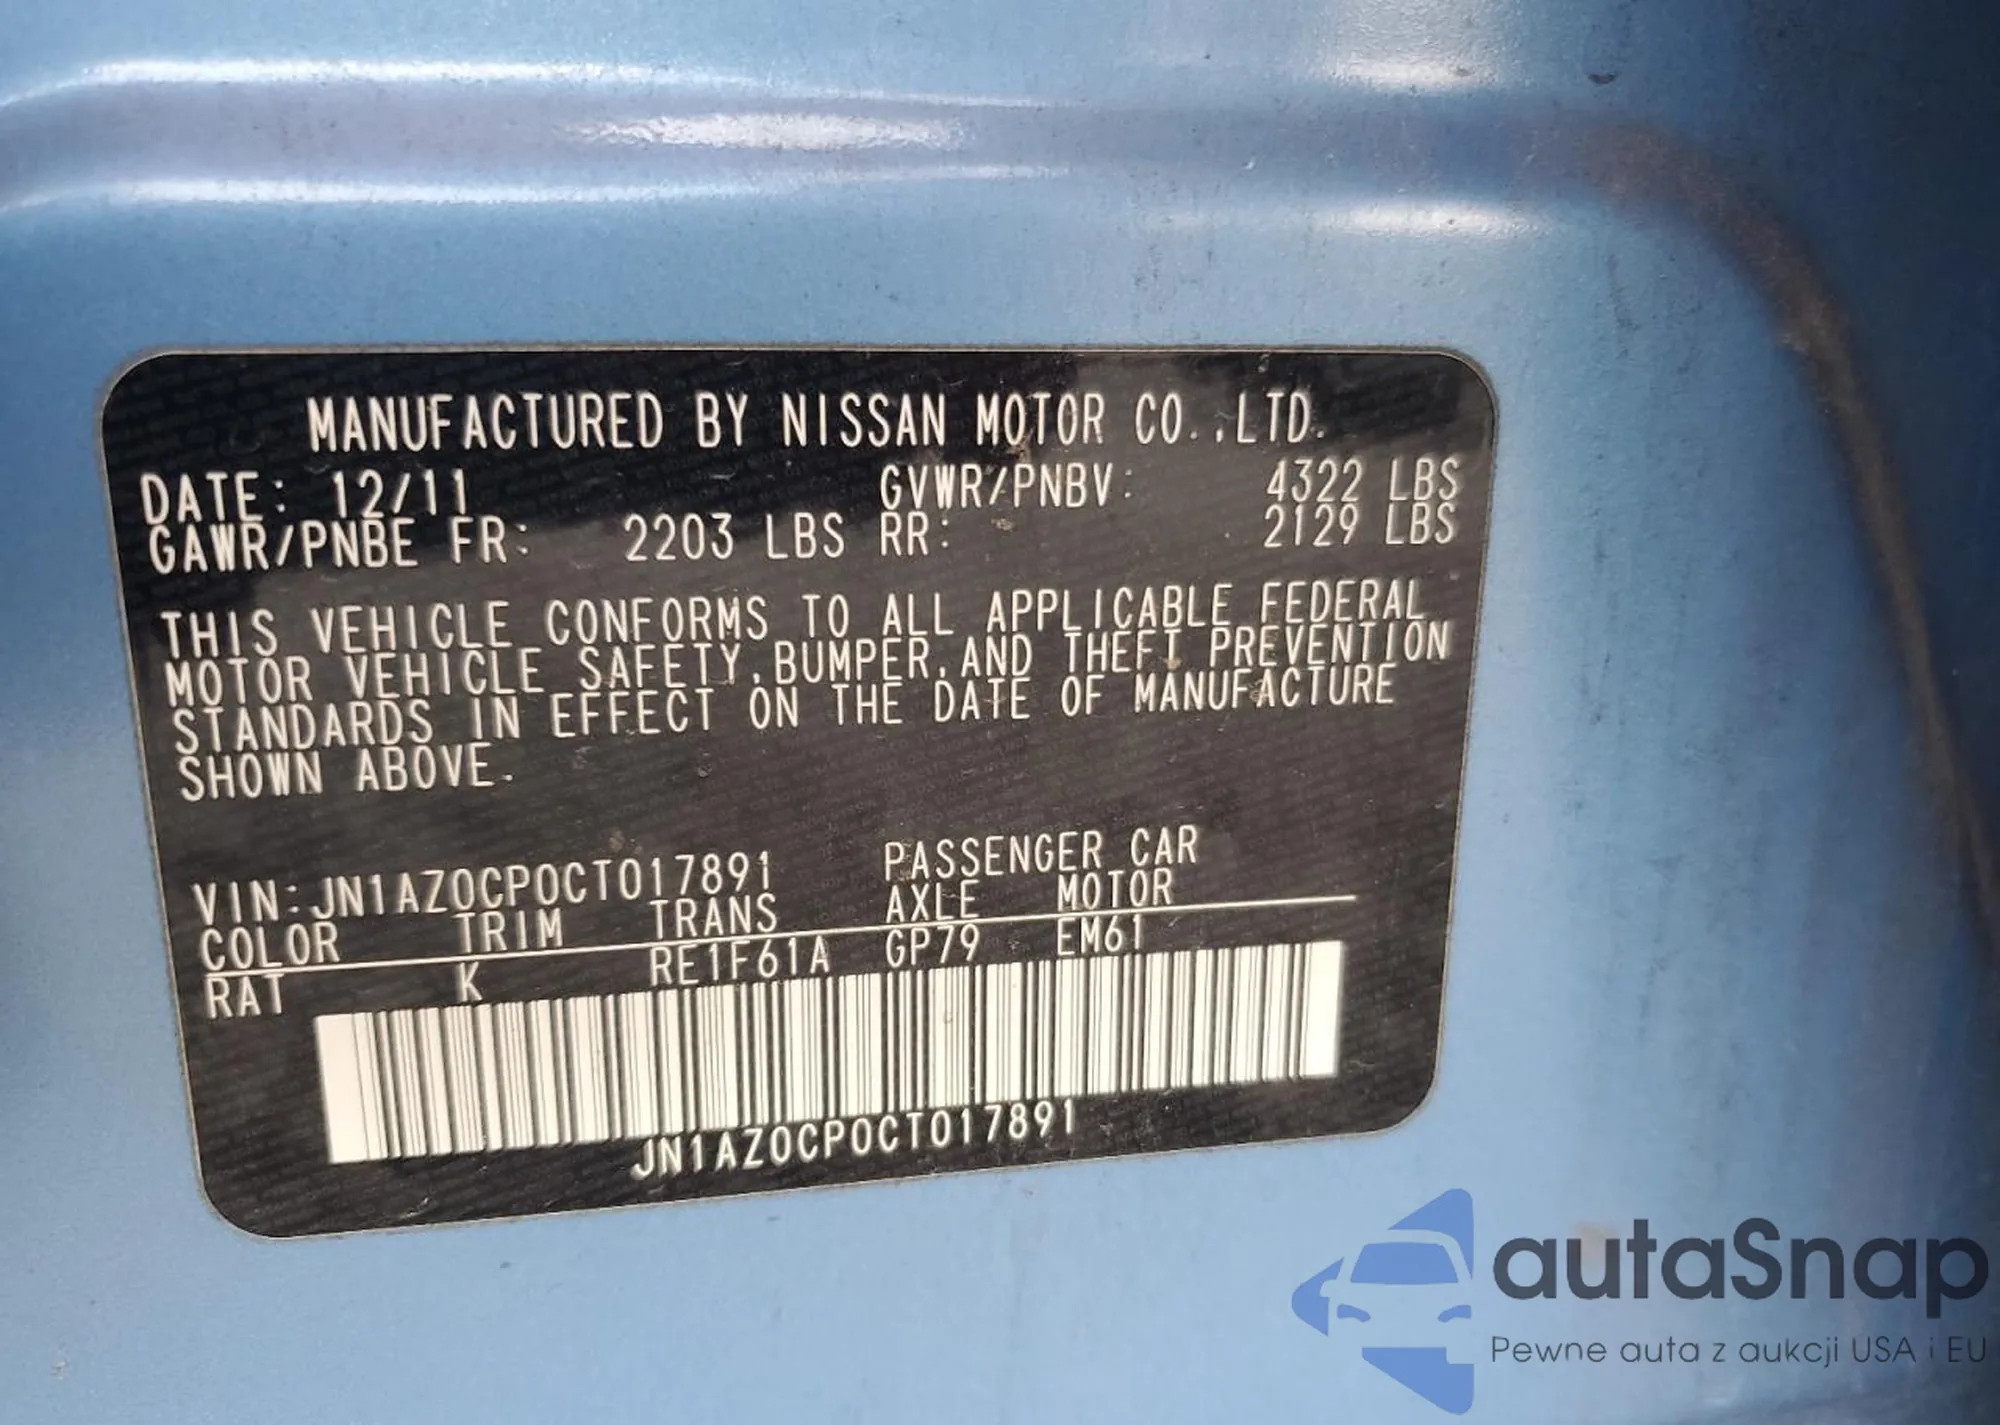 MANUFACTURED BY NISSAN MOTOR CO.,LTD.
DATE: 12/11 GVWR/PNBV: 4322 LBS
GAWR/PNBE FR: 2203 LBS RR: 2129 LBS
THIS VEHICLE CONFORMS TO ALL APPLICABLE FEDERAL
MOTOR VEHICLE SAFETY,BUMPER,AND THEFT PREVENTION
STANDARDS IN EFFECT ON THE DATE OF MANUFACTURE
SHOWN ABOVE.
VIN:JN1AZ0CP0CT017891 PASSENGER CAR
COLOR TRIM TRANS AXLE MOTOR
RAT K RE1F61A GP79 EM61
JN1AZ0CP0CT017891
autaSnap
Pewne auta z aukcji USA i EU